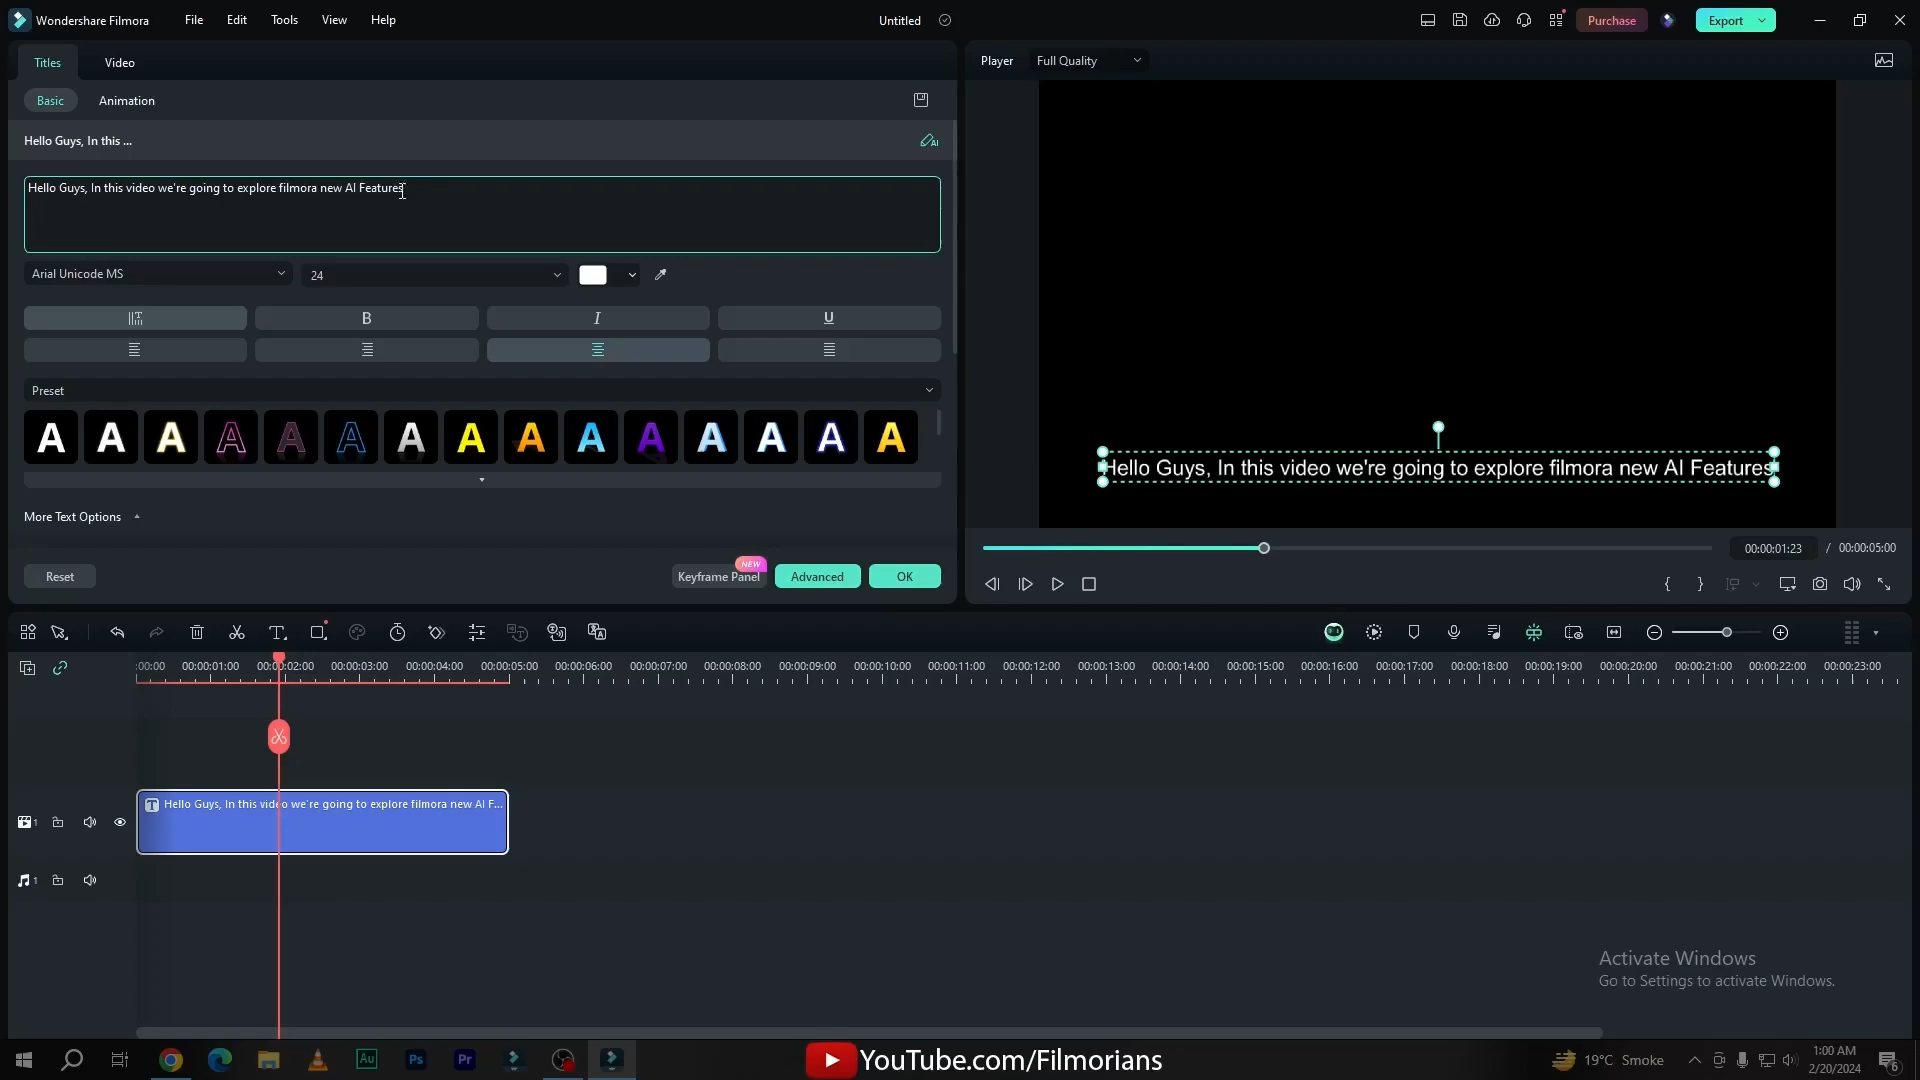 Wondershare Filmora
File
Edit
Tools
View
Help
Untitled
Purchase
Export
Titles
Video
Player
Full Quality
Basic
Animation
Hello Guys, In this ...
AI
Hello Guys, In this video we're going to explore filmora new AI Features
Arial Unicode MS
24
B
I
U
Preset
A A A A A A A A A A A A A A A
More Text Options
Hello Guys, In this video we're going to explore filmora new AI Features
00:00:01:23 / 00:00:05:00
Reset
NEW
Keyframe Panel
Advanced
OK
:00:00
00:00:01:00
00:00:02:00
00:00:03:00
00:00:04:00
00:00:05:00
00:00:06:00
00:00:07:00
00:00:08:00
00:00:09:00
00:00:10:00
00:00:11:00
00:00:12:00
00:00:13:00
00:00:14:00
00:00:15:00
00:00:16:00
00:00:17:00
00:00:18:00
00:00:19:00
00:00:20:00
00:00:21:00
00:00:22:00
00:00:23:00
T
Hello Guys, In this video we're going to explore filmora new AI F...
1
1
Activate Windows
Go to Settings to activate Windows.
Au
Ps
Pr
YouTube.com/Filmorians
19°C Smoke
1:00 AM
2/20/2024
6